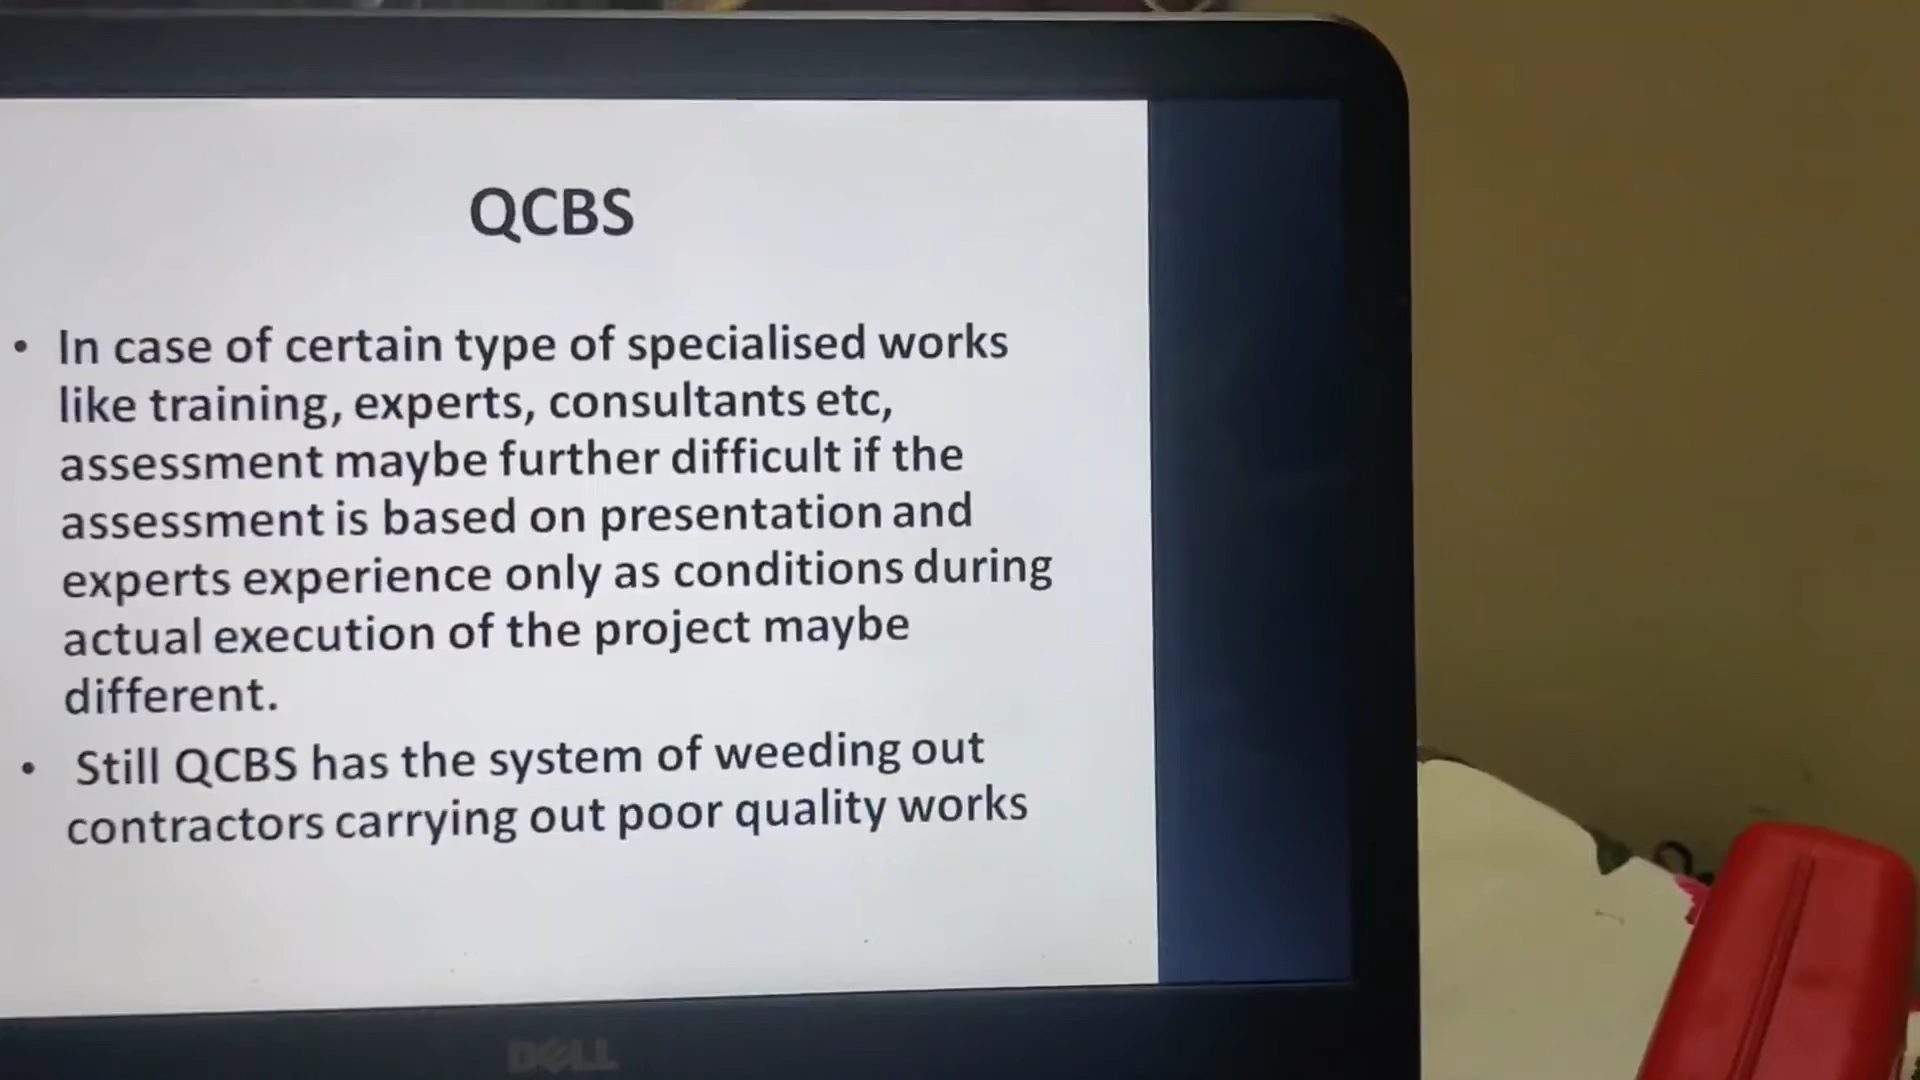 QCBS
• In case of certain type of specialised works
like training, experts, consultants etc,
assessment maybe further difficult if the
assessment is based on presentation and
experts experience only as conditions during
actual execution of the project maybe
different.
• Still QCBS has the system of weeding out
contractors carrying out poor quality works
DELL